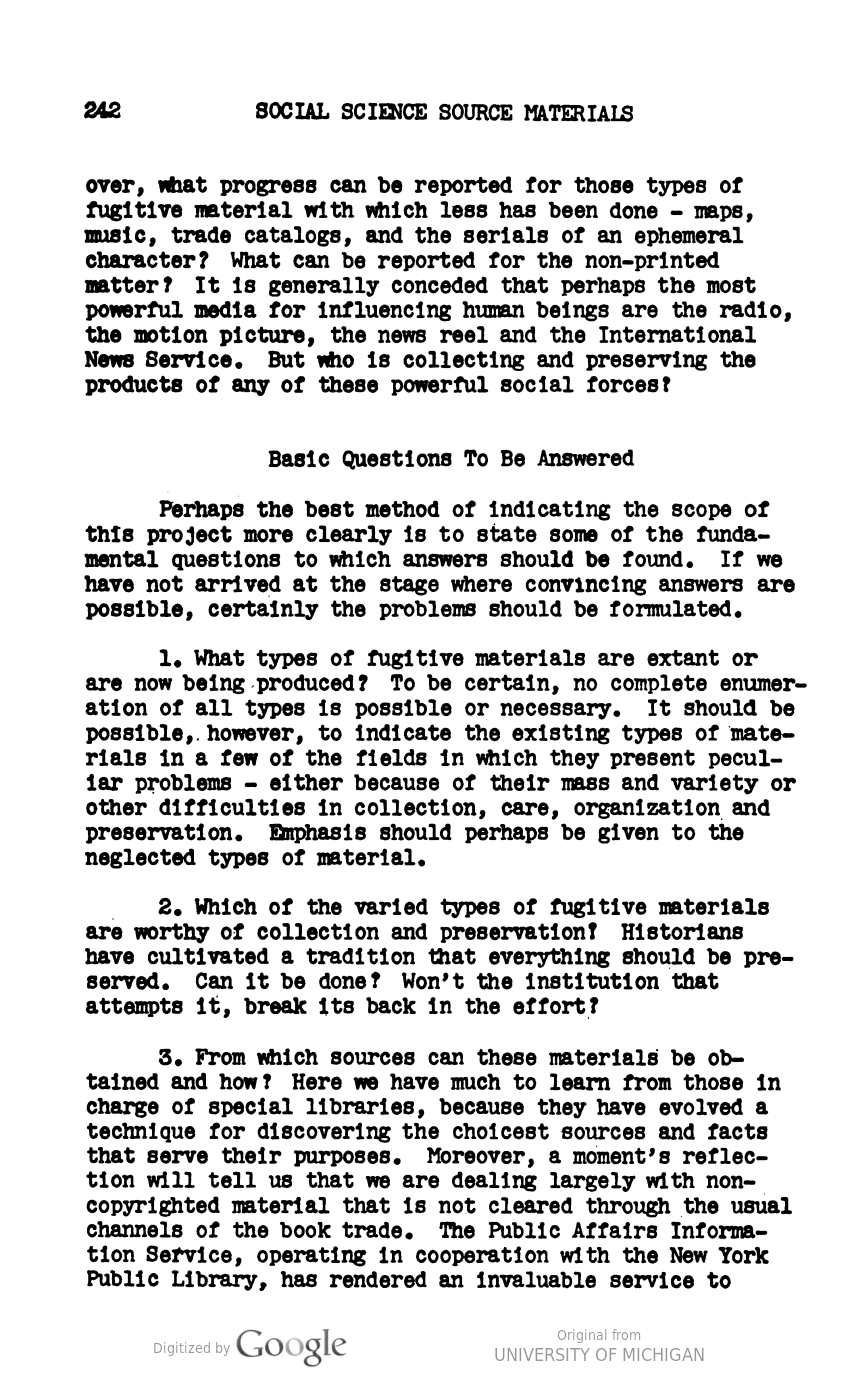 242 SOCIAL SCIENCE SOURCE MATERIALS
over, what progress can be reported for those types of
fugitive material with which less has been done - maps,
music, trade catalogs, and the serials of an ephemeral
character? What can be reported for the non-printed
matter? It is generally conceded that perhaps the most
powerful media for influencing human beings are the radio,
the motion picture, the news reel and the International
News Service. But who is collecting and preserving the
products of any of these powerful social forces?
Basic Questions To Be Answered
Perhaps the best method of indicating the scope of
this project more clearly is to state some of the funda-
mental questions to which answers should be found. If we
have not arrived at the stage where convincing answers are
possible, certainly the problems should be formulated.
1. What types of fugitive materials are extant or
are now being produced? To be certain, no complete enumer-
ation of all types is possible or necessary. It should be
possible, however, to indicate the existing types of mate-
rials in a few of the fields in which they present pecul-
iar problems - either because of their mass and variety or
other difficulties in collection, care, organization and
preservation. Emphasis should perhaps be given to the
neglected types of material.
2. Which of the varied types of fugitive materials
are worthy of collection and preservation? Historians
have cultivated a tradition that everything should be pre-
served. Can it be done? Won't the institution that
attempts it, break its back in the effort?
3. From which sources can these materials be ob-
tained and how? Here we have much to learn from those in
charge of special libraries, because they have evolved a
technique for discovering the choicest sources and facts
that serve their purposes. Moreover, a moment's reflec-
tion will tell us that we are dealing largely with non-
copyrighted material that is not cleared through the usual
channels of the book trade. The Public Affairs Informa-
tion Service, operating in cooperation with the New York
Public Library, has rendered an invaluable service to
Digitized by Google
Original from
UNIVERSITY OF MICHIGAN